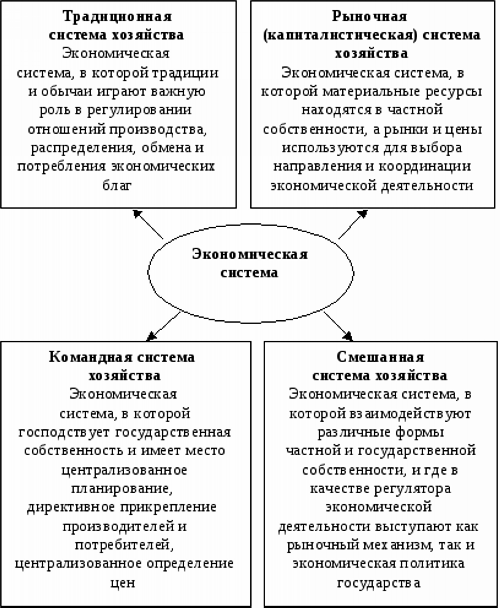 Традиционная
система хозяйства
Экономическая
система, в которой традиции
и обычаи играют важную
роль в регулировании
отношений производства,
распределения, обмена и
потребления экономических
благ
Рыночная
(капиталистическая) система
хозяйства
Экономическая система, в
которой материальные ресурсы
находятся в частной
собственности, а рынки и цены
используются для выбора
направления и координации
экономической деятельности
Экономическая
система
Командная система
хозяйства
Экономическая
система, в которой
господствует государственная
собственность и имеет место
централизованное
планирование,
директивное прикрепление
производителей и
потребителей,
централизованное определение
цен
Смешанная
система хозяйства
Экономическая система, в
которой взаимодействуют
различные формы
частной и государственной
собственности, и где в
качестве регулятора
экономической
деятельности выступают как
рыночный механизм, так и
экономическая политика
государства